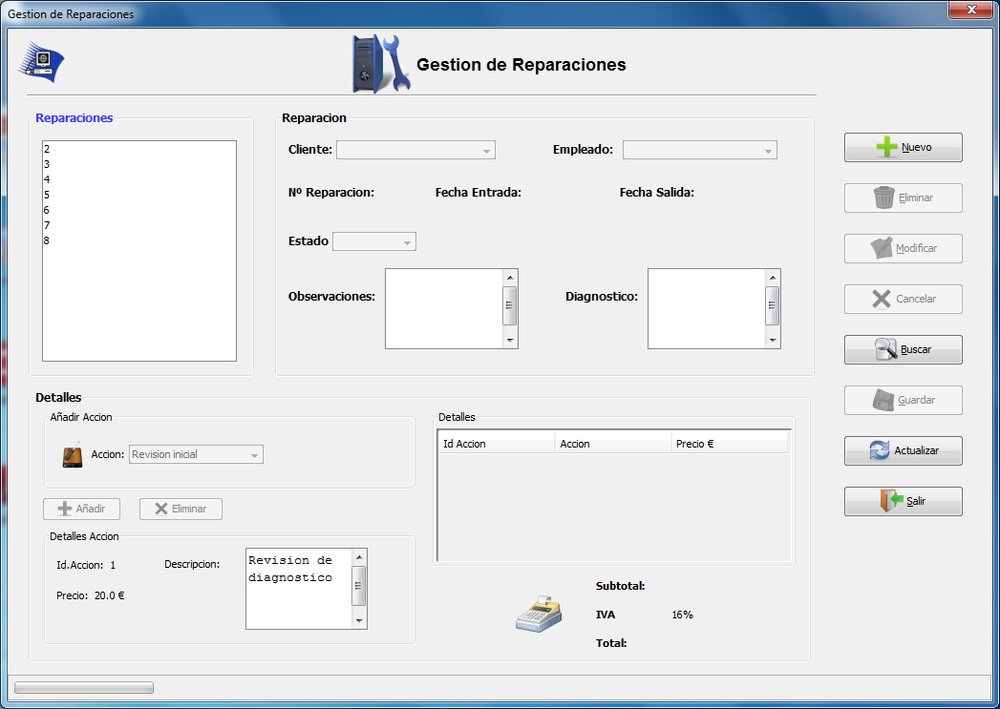 Gestion de Reparaciones
Gestion de Reparaciones
Reparaciones
2
3
4
5
6
7
8
Reparacion
Cliente:
Empleado:
Nº Reparacion:
Fecha Entrada:
Fecha Salida:
Estado
Observaciones:
Diagnostico:
Nuevo
Eliminar
Modificar
Cancelar
Buscar
Guardar
Actualizar
Salir
Detalles
Añadir Accion
Accion: Revision inicial
Añadir
Eliminar
Detalles Accion
Id.Accion: 1
Descripcion:
Revision de
diagnostico
Precio: 20.0 €
Detalles
Id Accion Accion Precio €
Subtotal:
IVA 16%
Total: